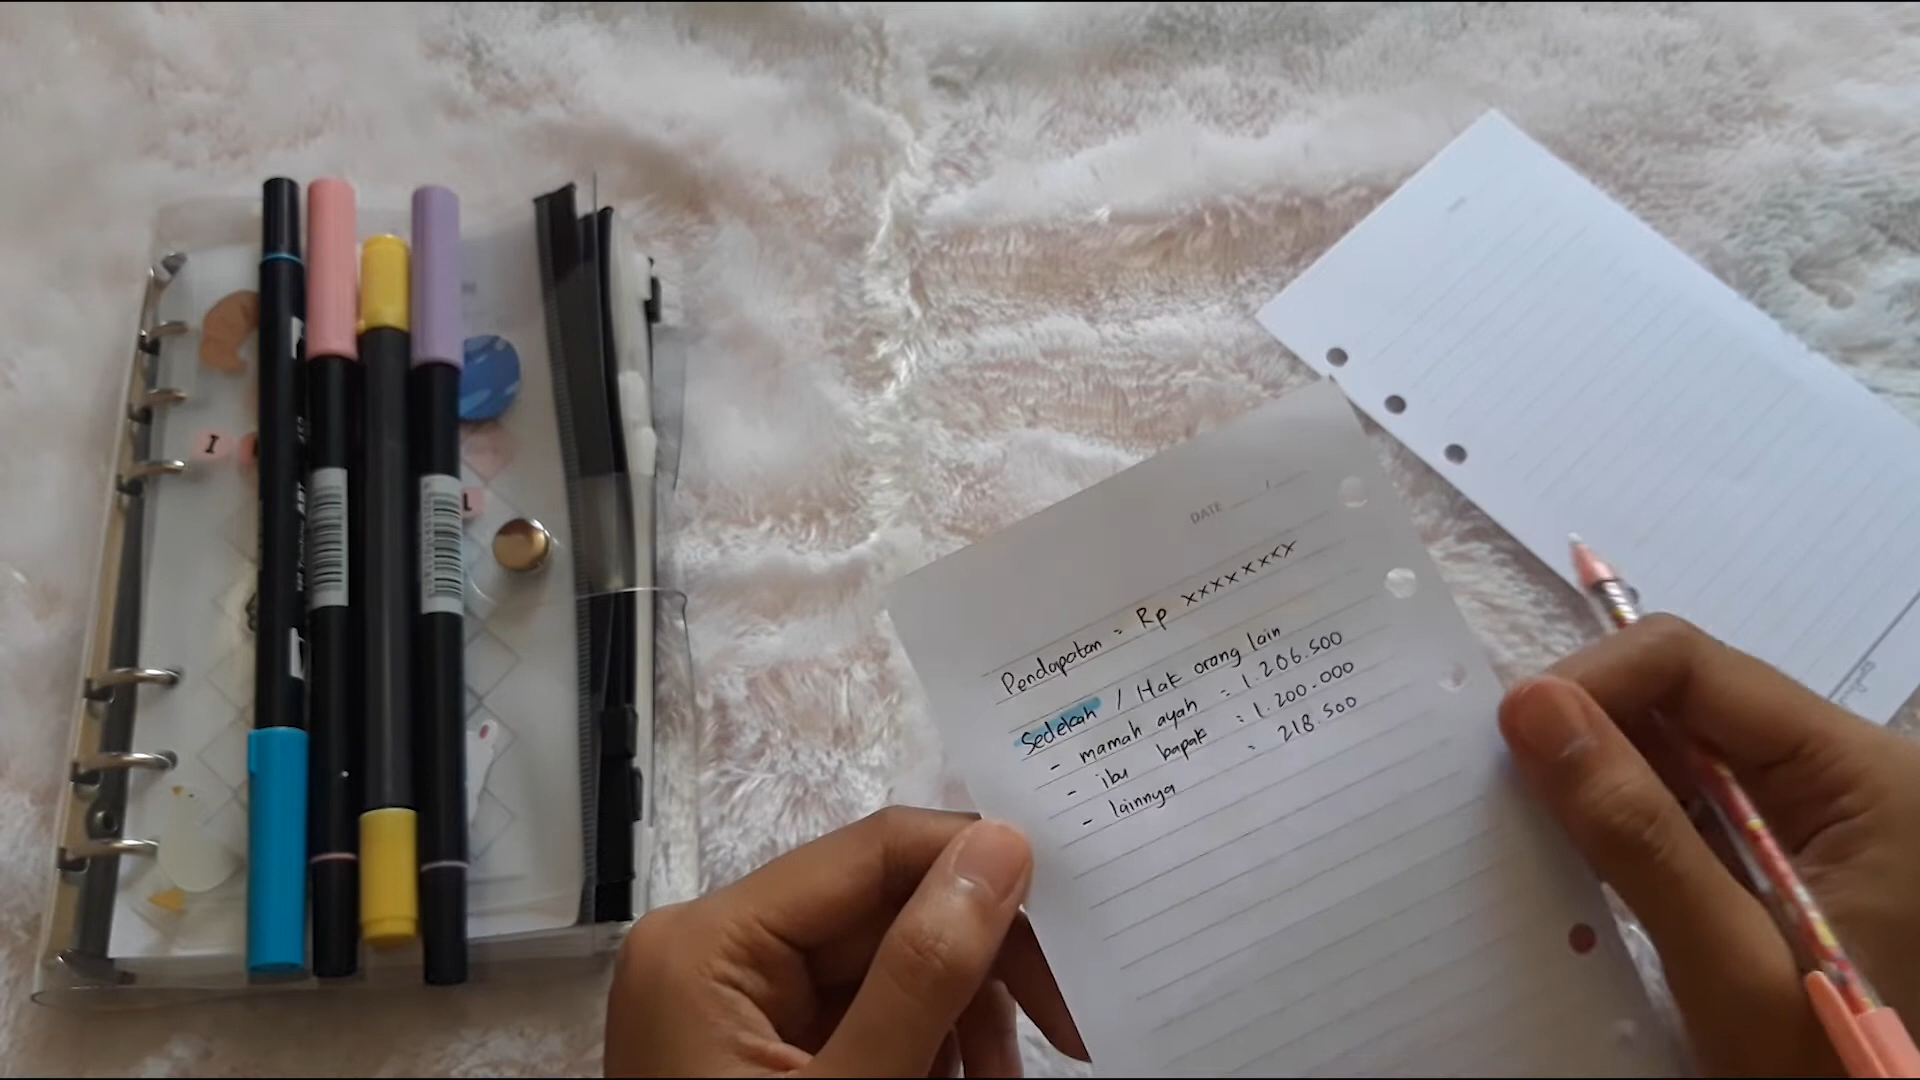 I
L
DATE
Pendapatan = Rp xxxxxxxx
Sedekah / Hak orang lain
- mamah ayah = 1.206.500
- ibu bapak = 1.200.000
- lainnya = 218.500